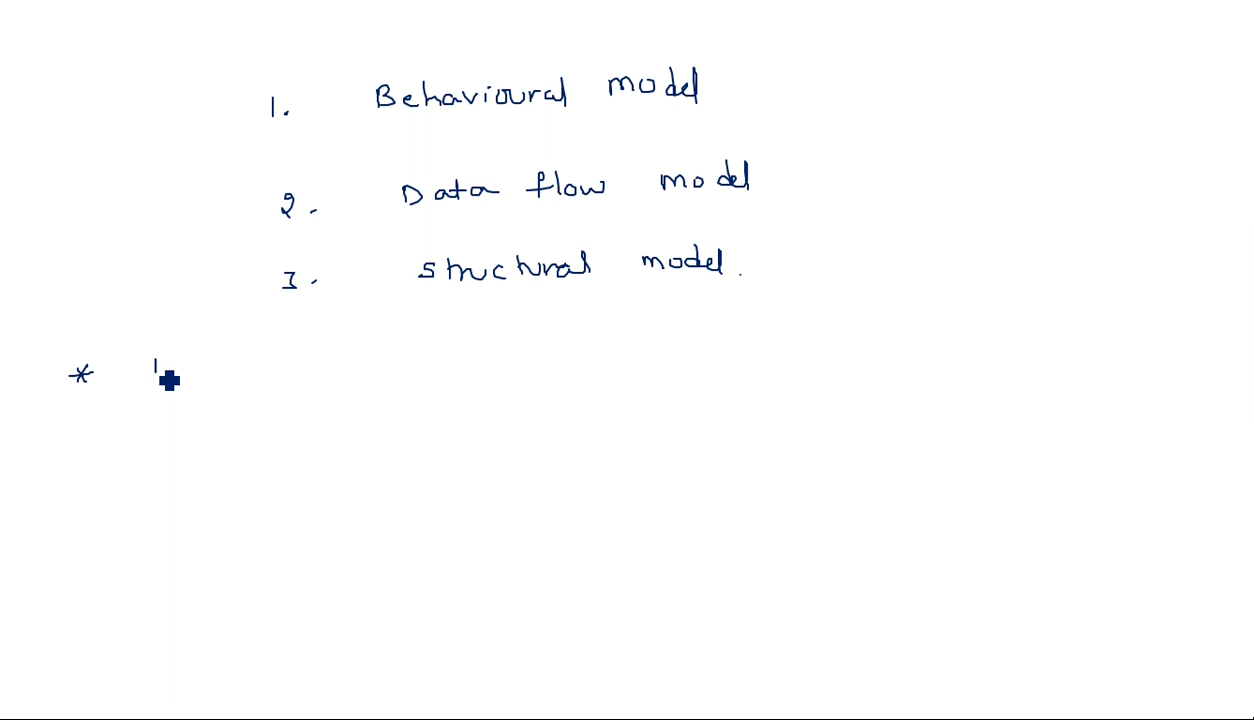 1. Behavioural model
2. Data flow model
3. Structural model.
*